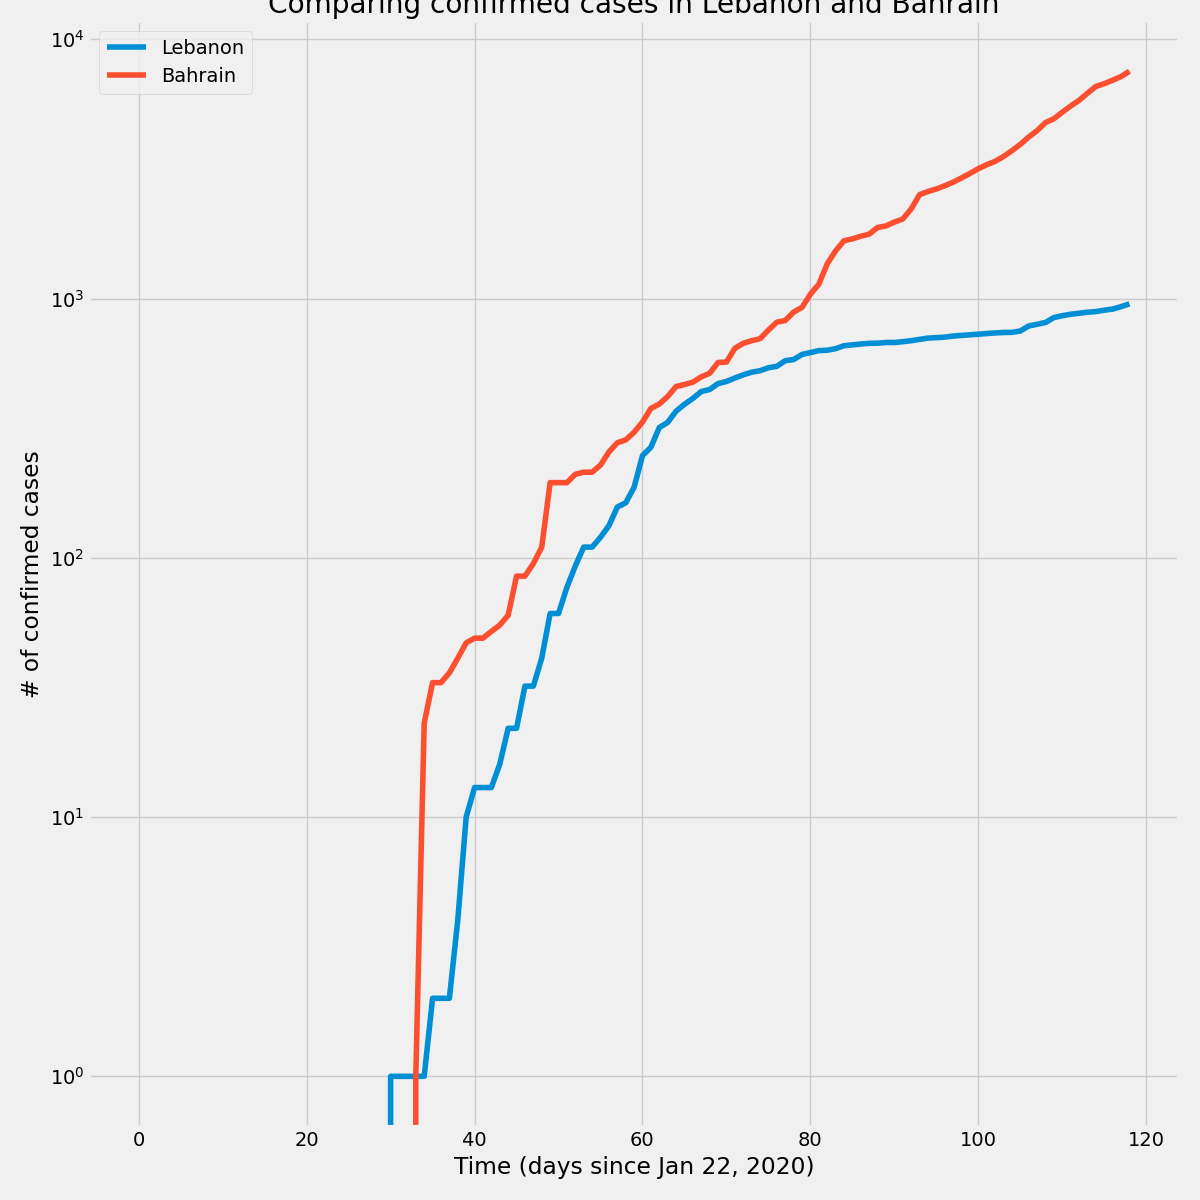 Comparing confirmed cases in Lebanon and Bahrain
Lebanon
Bahrain
10⁴
10³
10²
10¹
10⁰
# of confirmed cases
0 20 40 60 80 100 120
Time (days since Jan 22, 2020)